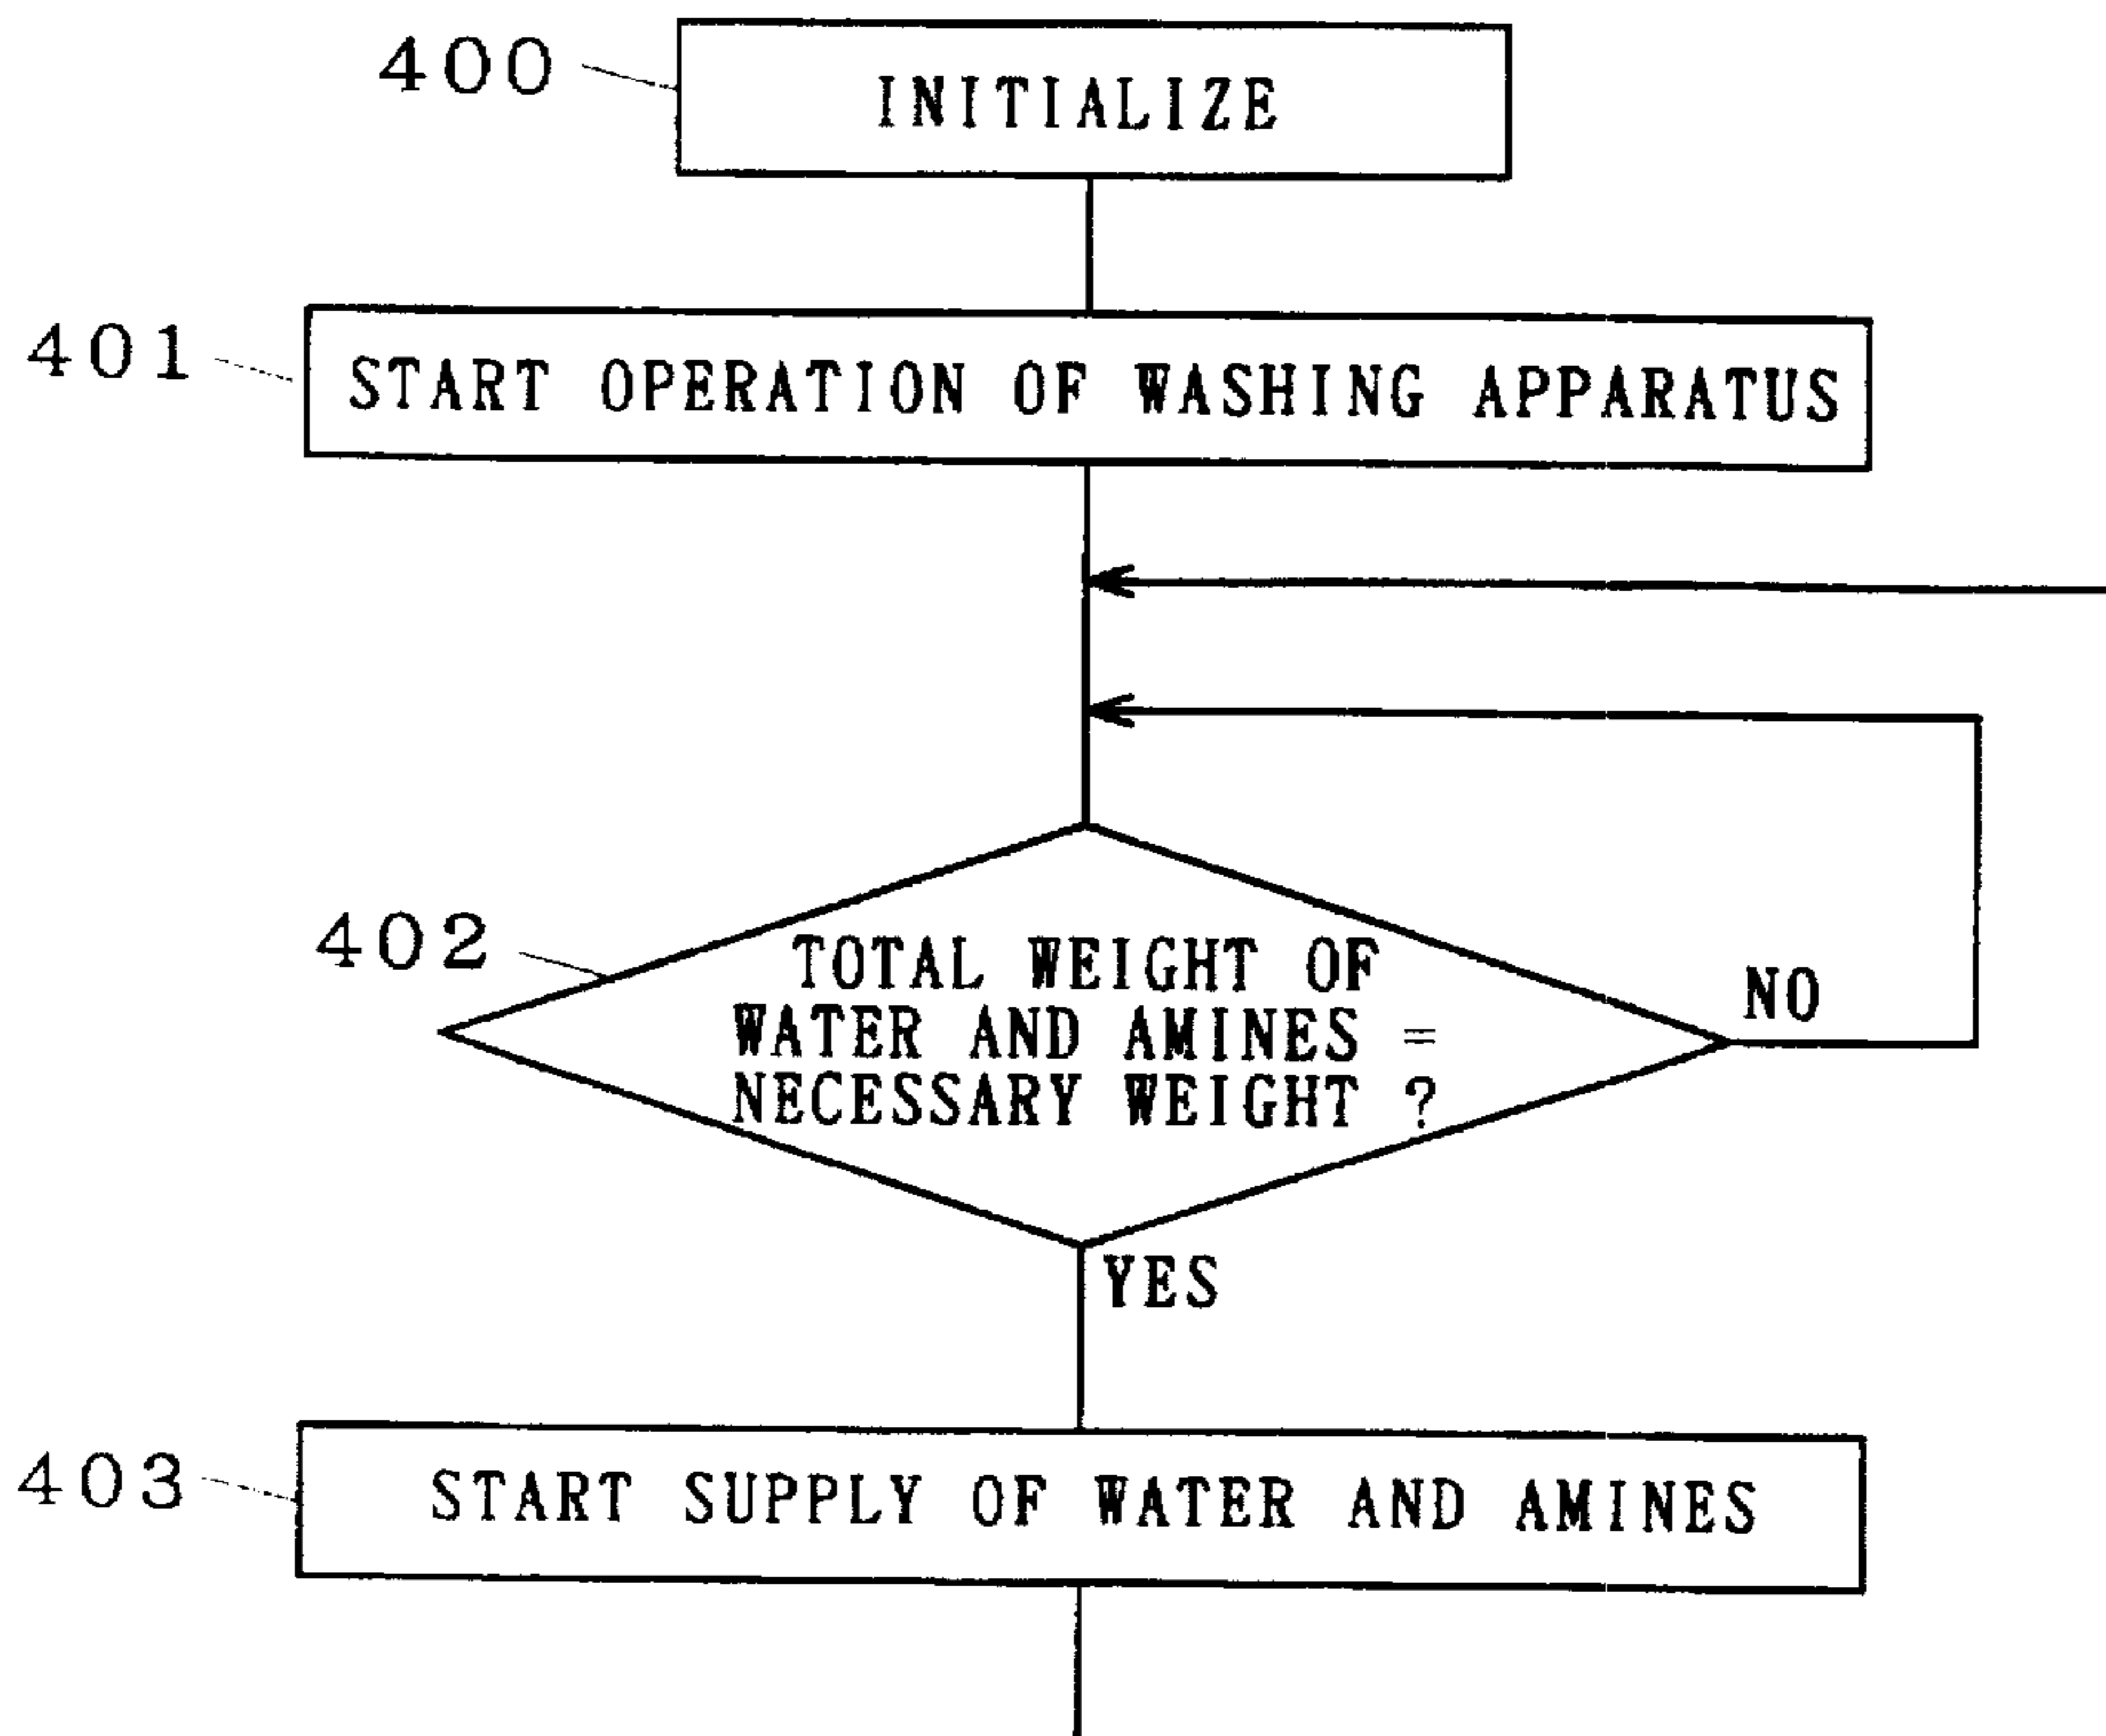 400
INITIALIZE
401
START OPERATION OF WASHING APPARATUS
402
TOTAL WEIGHT OF
WATER AND AMINES =
NECESSARY WEIGHT ?
NO
YES
403
START SUPPLY OF WATER AND AMINES